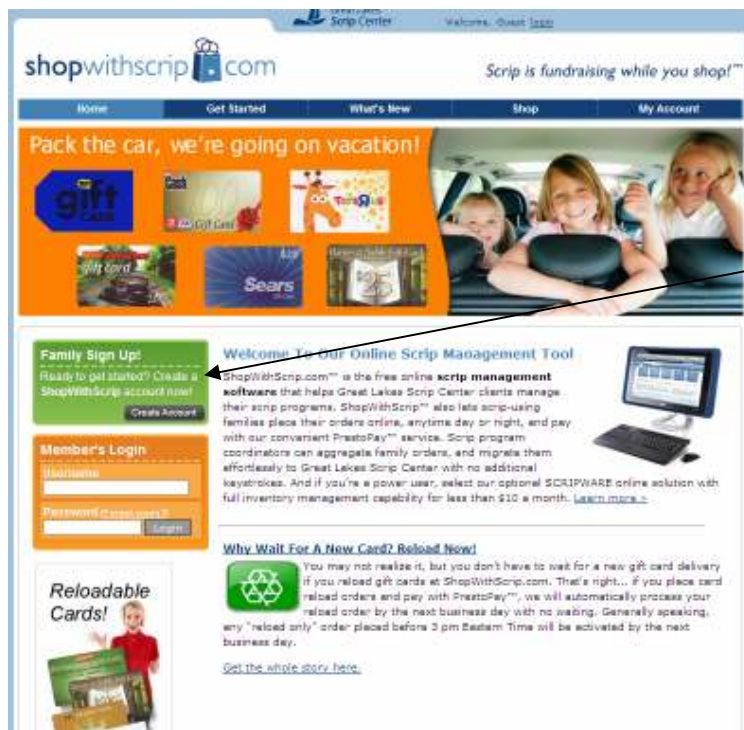 Scrip Center
Welcome, Guest login
shopwithscrip.com
Scrip is fundraising while you shop!™
Home Get Started What's New Shop My Account
Pack the car, we're going on vacation!
gift
CARD
Gift Card
Toys R Us
gift card
Sears
25
Family Sign Up!
Ready to get started? Create a
ShopWithScrip account now!
Create Account
Member's Login
Username
Password
Login
Reloadable
Cards!
Welcome To Our Online Scrip Management Tool
ShopWithScrip.com™ is the free online scrip management
software that helps Great Lakes Scrip Center clients manage
their scrip programs. ShopWithScrip™ also lets scrip-using
families place their orders online, anytime day or night, and pay
with our convenient PrestoPay™ service. Scrip program
coordinators can aggregate family orders, and migrate them
effortlessly to Great Lakes Scrip Center with no additional
keystrokes. And if you're a power user, select our optional SCRIPWARE online solution with
full inventory management capability for less than $10 a month. Learn more >
Why Wait For A New Card? Reload Now!
You may not realize it, but you don't have to wait for a new gift card delivery
if you reload gift cards at ShopWithScrip.com. That's right... if you place card
reload orders and pay with PrestoPay™, we will automatically process your
reload order by the next business day with no waiting. Generally speaking,
any "reload only" order placed before 3 pm Eastern Time will be activated by the next
business day.
Get the whole story here.